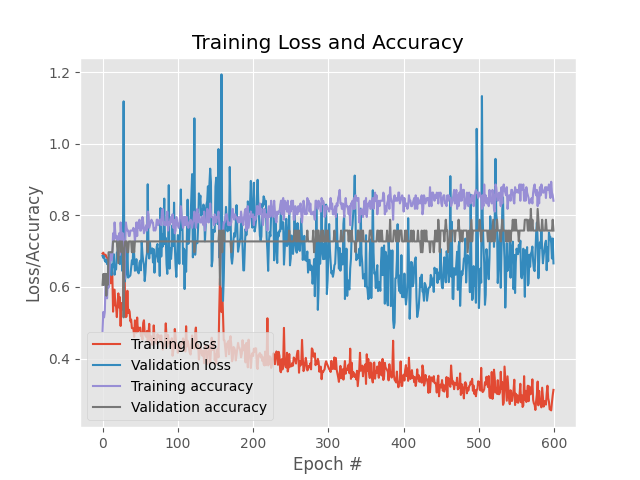 Training Loss and Accuracy
1.2
1.0
0.8
0.6
0.4
Loss/Accuracy
Training loss
Validation loss
Training accuracy
Validation accuracy
0 100 200 300 400 500 600
Epoch #